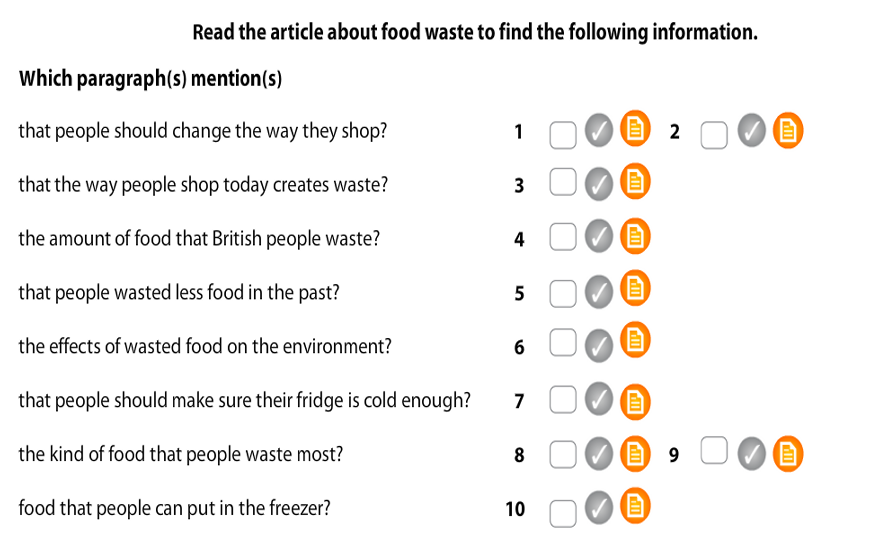 Read the article about food waste to find the following information.
Which paragraph(s) mention(s)
that people should change the way they shop? 1 2
that the way people shop today creates waste? 3
the amount of food that British people waste? 4
that people wasted less food in the past? 5
the effects of wasted food on the environment? 6
that people should make sure their fridge is cold enough? 7
the kind of food that people waste most? 8 9
food that people can put in the freezer? 10